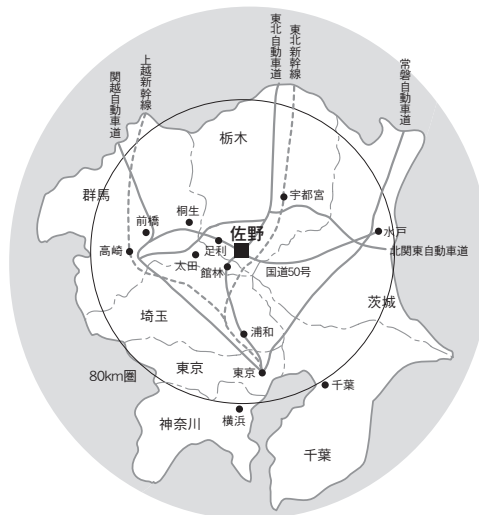 関越自動車道
上越新幹線
東北自動車道
東北新幹線
常磐自動車道
栃木
群馬
宇都宮
桐生
前橋
佐野
水戸
足利
高崎
北関東自動車道
太田
館林
国道50号
茨城
埼玉
浦和
東京
80km圏
東京
千葉
横浜
神奈川
千葉